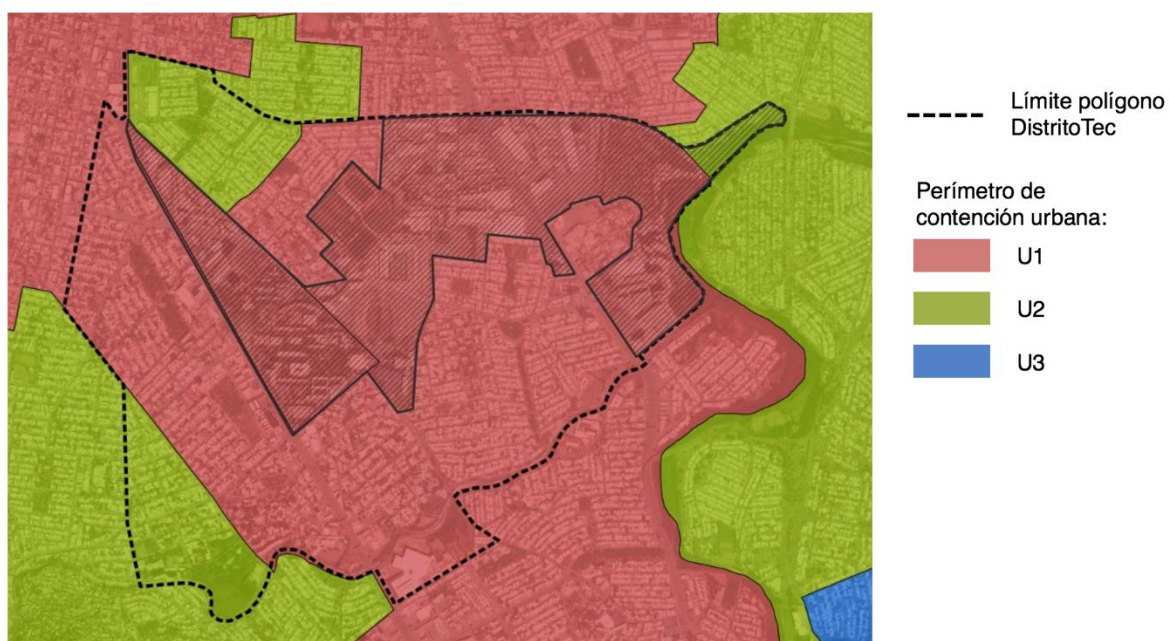 Límite polígono
DistritoTec
Perímetro de
contención urbana:
U1
U2
U3